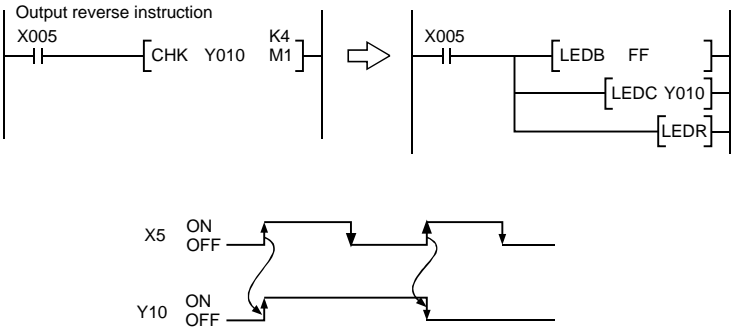 Output reverse instruction
X005
CHK Y010 K4 M1
X005
LEDB FF
LEDC Y010
LEDR
X5 ON
OFF
Y10 ON
OFF